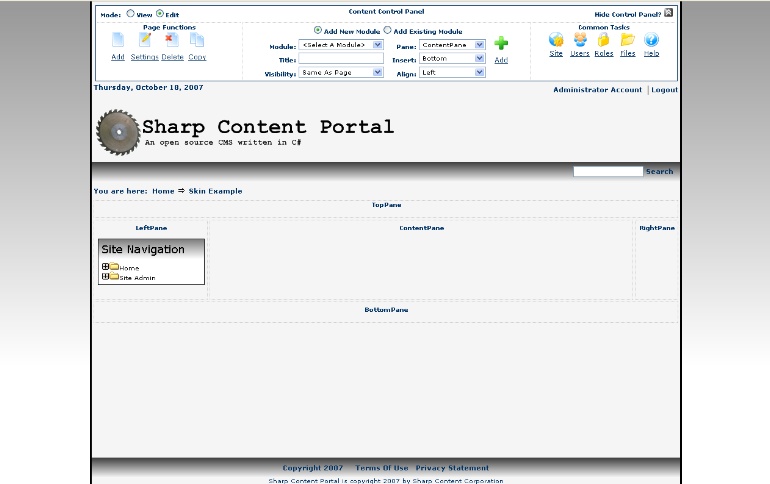 Mode: View Edit
Content Control Panel
Hide Control Panel?
Page Functions
Add Settings Delete Copy
Add New Module Add Existing Module
Module: <Select A Module> Pane: ContentPane
Title: Insert: Bottom Add
Visibility: Same As Page Align: Left
Common Tasks
Site Users Roles Files Help
Thursday, October 18, 2007
Administrator Account | Logout
Sharp Content Portal
An open source CMS written in C#
Search
You are here: Home ⇒ Skin Example
TopPane
LeftPane ContentPane RightPane
Site Navigation
Home
Site Admin
BottomPane
Copyright 2007 Terms Of Use Privacy Statement
Sharp Content Portal is copyright 2007 by Sharp Content Corporation